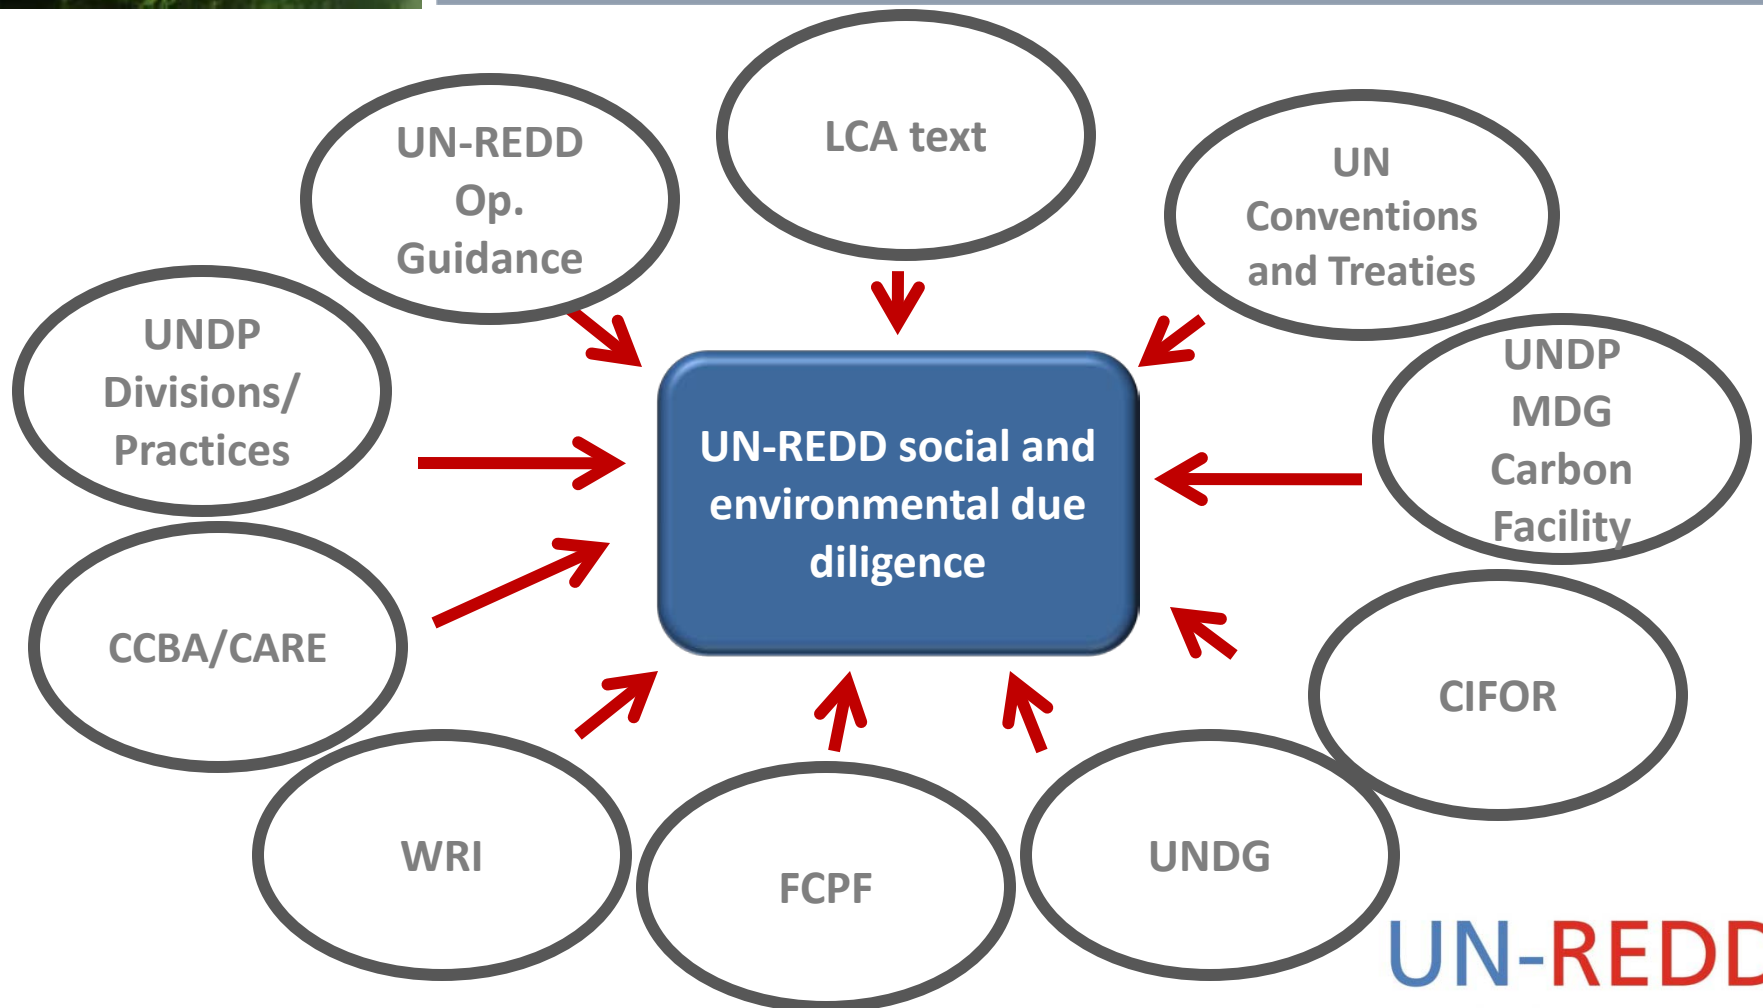 LCA text
UN-REDD
Op.
Guidance
UN
Conventions
and Treaties
UNDP
Divisions/
Practices
UNDP
MDG
Carbon
Facility
UN-REDD social and
environmental due
diligence
CCBA/CARE
CIFOR
WRI
FCPF
UNDG
UN-REDD